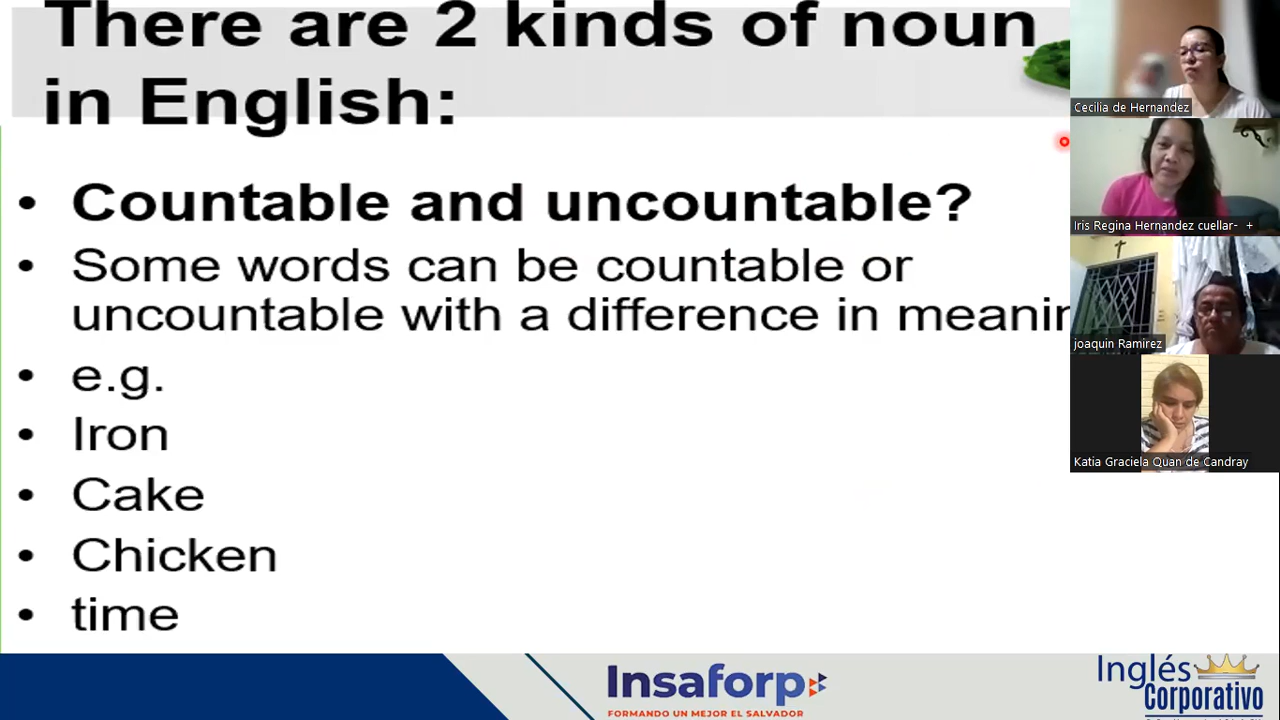 There are 2 kinds of noun
in English:
• Countable and uncountable?
• Some words can be countable or
uncountable with a difference in meanin
• e.g.
• Iron
• Cake
• Chicken
• time
Cecilia de Hernandez
Iris Regina Hernandez cuellar- +
joaquin Ramirez
Katia Graciela Quan de Candray
Insaforp
FORMANDO UN MEJOR EL SALVADOR
Inglés
Corporativo